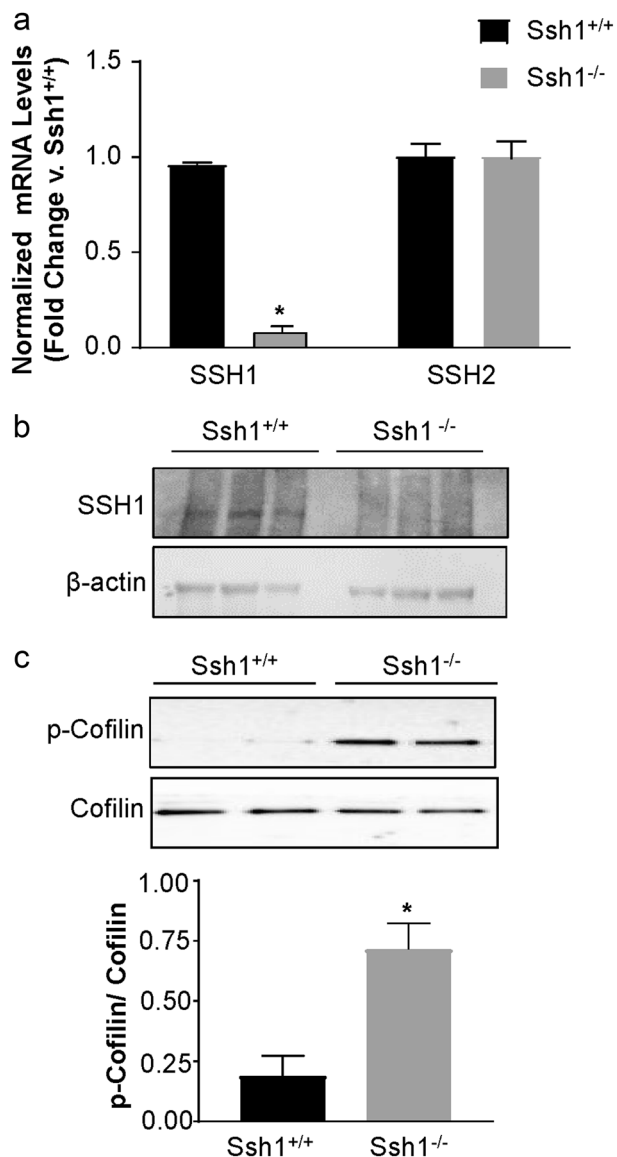 a
Ssh1+/+
Ssh1-/-
Normalized mRNA Levels
(Fold Change v. Ssh1+/+)
1.5
1.0
0.5
0.0
*
SSH1
SSH2
b
Ssh1+/+
Ssh1 -/-
SSH1
β-actin
c
Ssh1+/+
Ssh1-/-
p-Cofilin
Cofilin
p-Cofilin/ Cofilin
1.00
0.75
0.50
0.25
0.00
*
Ssh1+/+
Ssh1-/-